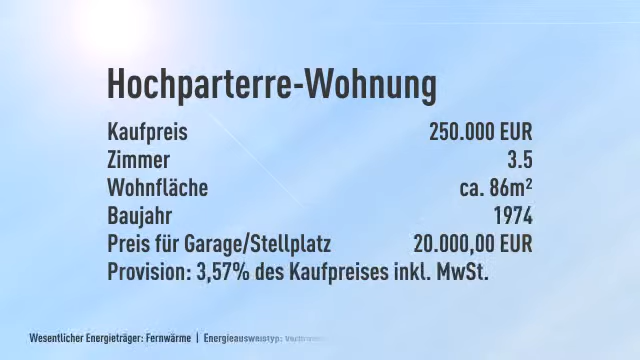 Hochparterre-Wohnung
Kaufpreis 250.000 EUR
Zimmer 3.5
Wohnfläche ca. 86m²
Baujahr 1974
Preis für Garage/Stellplatz 20.000,00 EUR
Provision: 3,57% des Kaufpreises inkl. MwSt.
Wesentlicher Energieträger: Fernwärme | Energieausweistyp: